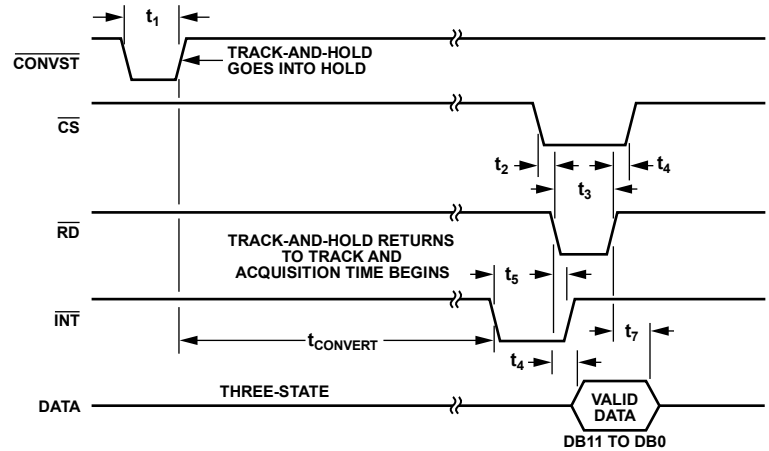 t1
CONVST
TRACK-AND-HOLD
GOES INTO HOLD
CS
t2
t4
t3
RD
TRACK-AND-HOLD RETURNS
TO TRACK AND
ACQUISITION TIME BEGINS
t5
INT
tCONVERT
t7
t4
THREE-STATE
DATA
VALID
DATA
DB11 TO DB0